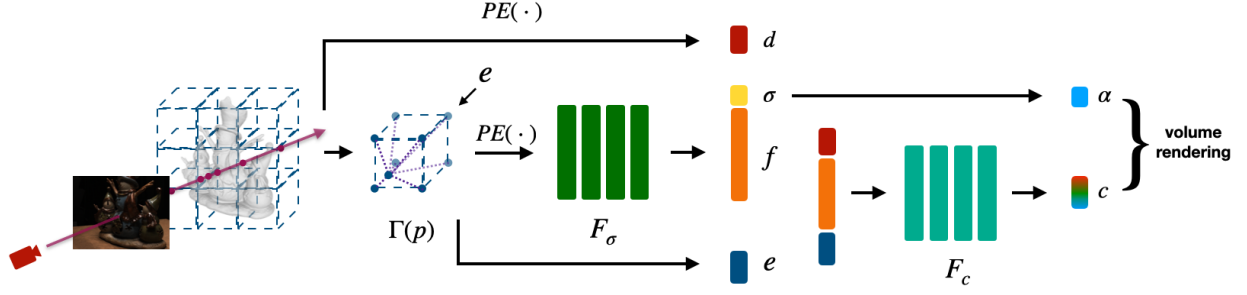 PE( · )
d
e
σ
α
PE( · )
f
volume
rendering
c
Γ(p)
F_σ
e
F_c